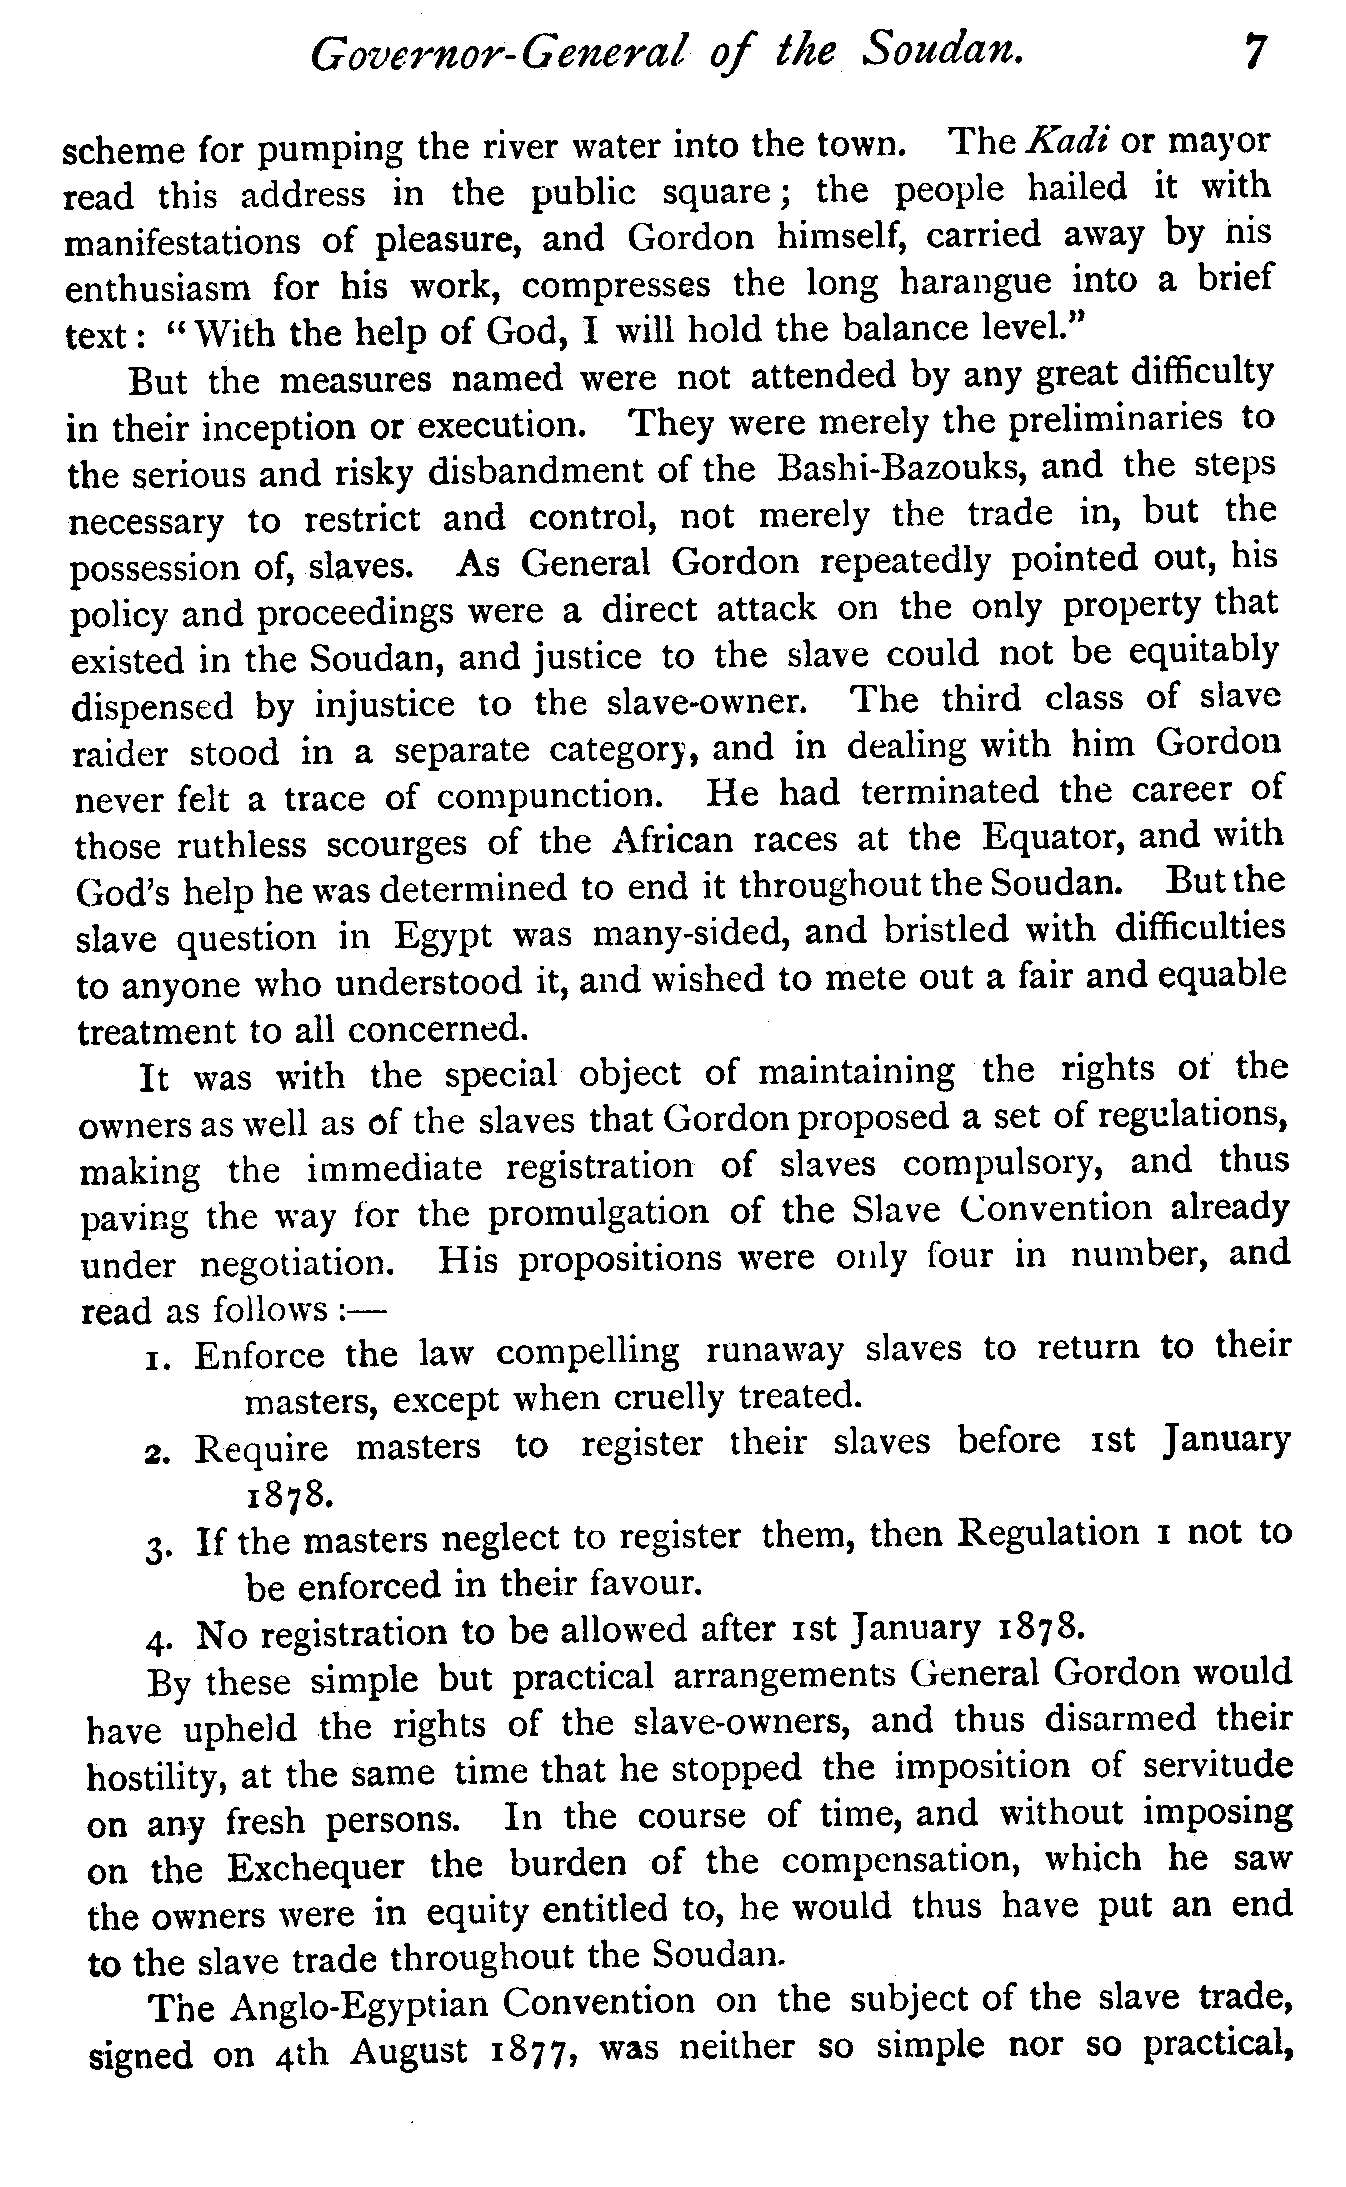 Governor-General of the Soudan. 7
scheme for pumping the river water into the town. The Kadi or mayor
read this address in the public square; the people hailed it with
manifestations of pleasure, and Gordon himself, carried away by his
enthusiasm for his work, compresses the long harangue into a brief
text: "With the help of God, I will hold the balance level."
But the measures named were not attended by any great difficulty
in their inception or execution. They were merely the preliminaries to
the serious and risky disbandment of the Bashi-Bazouks, and the steps
necessary to restrict and control, not merely the trade in, but the
possession of, slaves. As General Gordon repeatedly pointed out, his
policy and proceedings were a direct attack on the only property that
existed in the Soudan, and justice to the slave could not be equitably
dispensed by injustice to the slave-owner. The third class of slave
raider stood in a separate category, and in dealing with him Gordon
never felt a trace of compunction. He had terminated the career of
those ruthless scourges of the African races at the Equator, and with
God's help he was determined to end it throughout the Soudan. But the
slave question in Egypt was many-sided, and bristled with difficulties
to anyone who understood it, and wished to mete out a fair and equable
treatment to all concerned.
It was with the special object of maintaining the rights of the
owners as well as of the slaves that Gordon proposed a set of regulations,
making the immediate registration of slaves compulsory, and thus
paving the way for the promulgation of the Slave Convention already
under negotiation. His propositions were only four in number, and
read as follows :—
1. Enforce the law compelling runaway slaves to return to their
masters, except when cruelly treated.
2. Require masters to register their slaves before 1st January
1878.
3. If the masters neglect to register them, then Regulation 1 not to
be enforced in their favour.
4. No registration to be allowed after 1st January 1878.
By these simple but practical arrangements General Gordon would
have upheld the rights of the slave-owners, and thus disarmed their
hostility, at the same time that he stopped the imposition of servitude
on any fresh persons. In the course of time, and without imposing
on the Exchequer the burden of the compensation, which he saw
the owners were in equity entitled to, he would thus have put an end
to the slave trade throughout the Soudan.
The Anglo-Egyptian Convention on the subject of the slave trade,
signed on 4th August 1877, was neither so simple nor so practical,